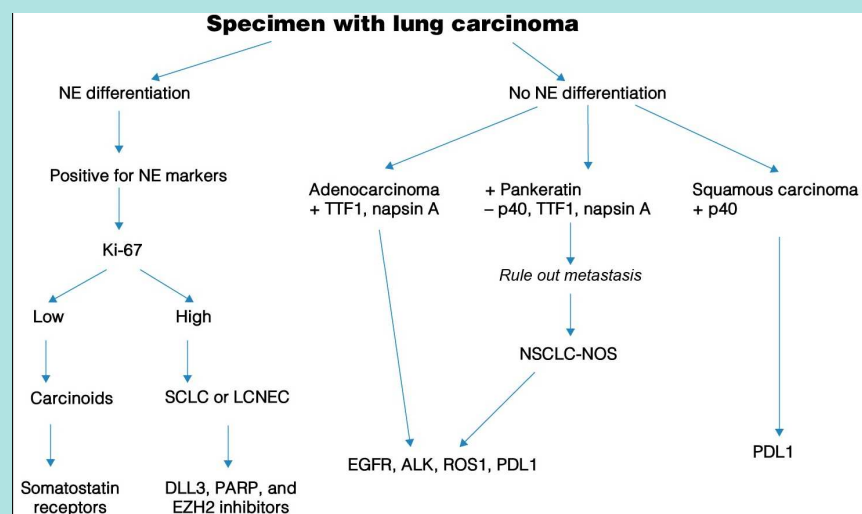 Specimen with lung carcinoma
NE differentiation
No NE differentiation
Positive for NE markers
Adenocarcinoma
+ TTF1, napsin A
+ Pankeratin
– p40, TTF1, napsin A
Squamous carcinoma
+ p40
Ki-67
Rule out metastasis
Low
High
NSCLC-NOS
Carcinoids
SCLC or LCNEC
EGFR, ALK, ROS1, PDL1
PDL1
Somatostatin
receptors
DLL3, PARP, and
EZH2 inhibitors